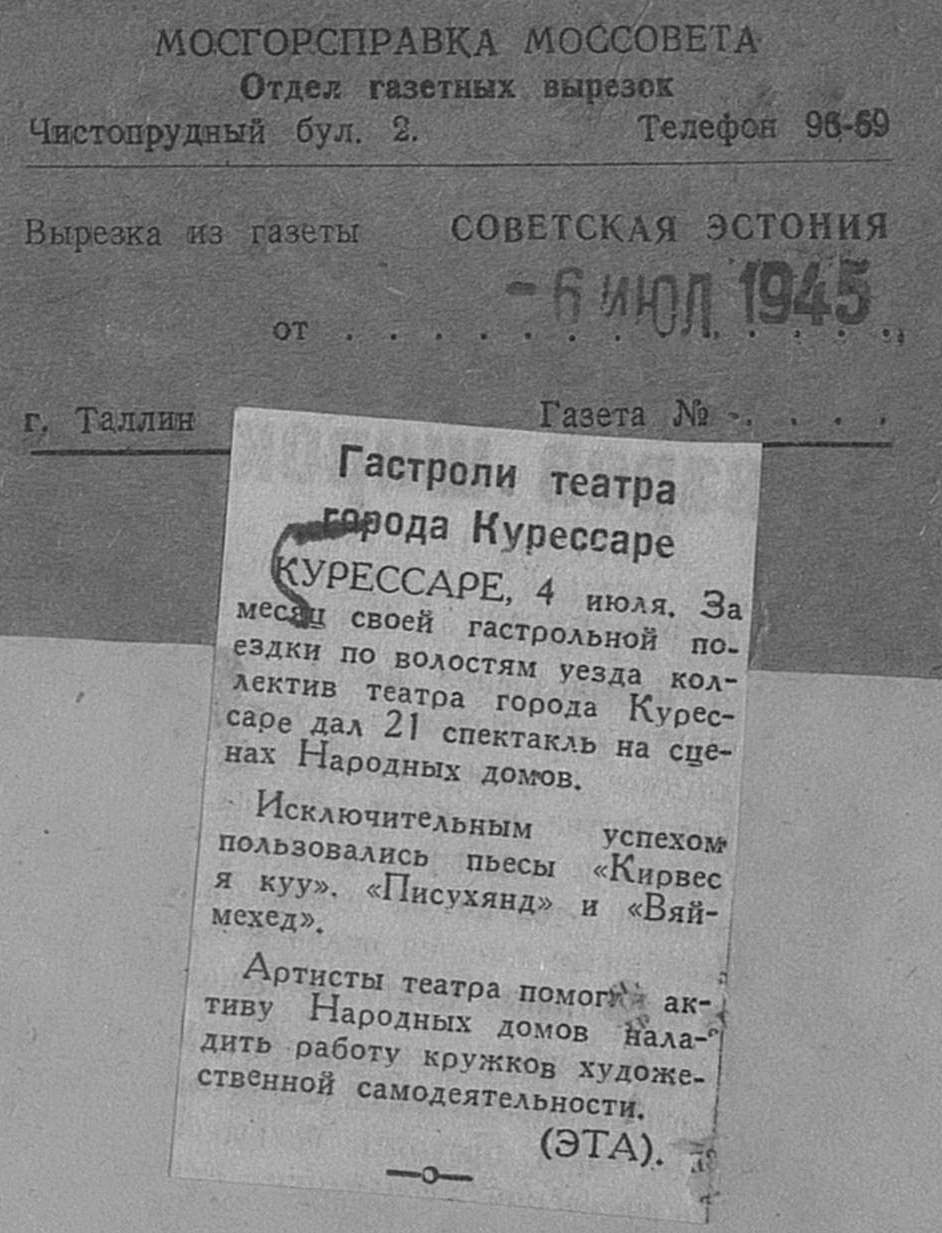 МОСГОРСПРАВКА МОССОВЕТА
Отдел газетных вырезок
Чистопрудный бул. 2. Телефон 96-69
Вырезка из газеты СОВЕТСКАЯ ЭСТОНИЯ
-6 ИЮЛ. 1945
от . . . . . . . . . . . . .,
г. Таллин Газета № . . . .
Гастроли театра
города Курессаре
КУРЕССАРЕ, 4 июля. За
месяц своей гастрольной по-
ездки по волостям уезда кол-
лектив театра города Курес-
саре дал 21 спектакль на сце-
нах Народных домов.
Исключительным успехом
пользовались пьесы «Кирвес
я куу». «Писухянд» и «Вяй-
мехед».
Артисты театра помогли ак-
тиву Народных домов нала-
дить работу кружков художе-
ственной самодеятельности.
(ЭТА).